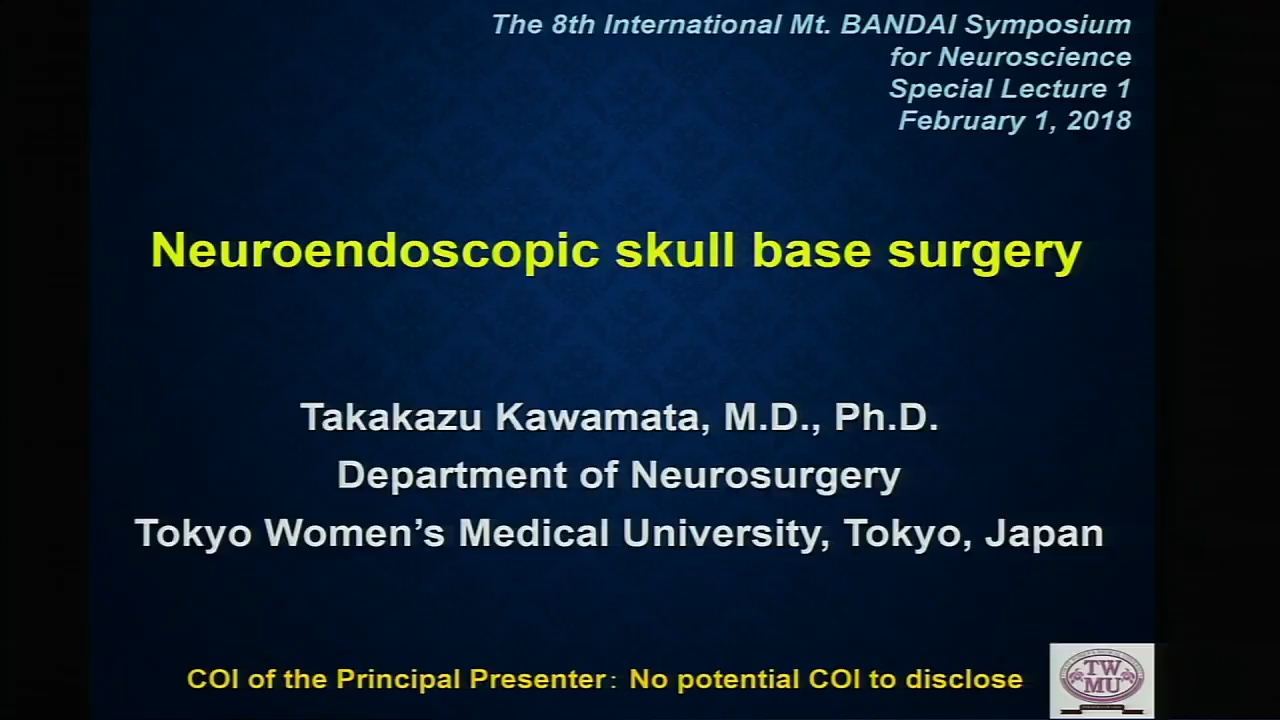 The 8th International Mt. BANDAI Symposium
for Neuroscience
Special Lecture 1
February 1, 2018
Neuroendoscopic skull base surgery
Takakazu Kawamata, M.D., Ph.D.
Department of Neurosurgery
Tokyo Women's Medical University, Tokyo, Japan
COI of the Principal Presenter: No potential COI to disclose
TW
MU